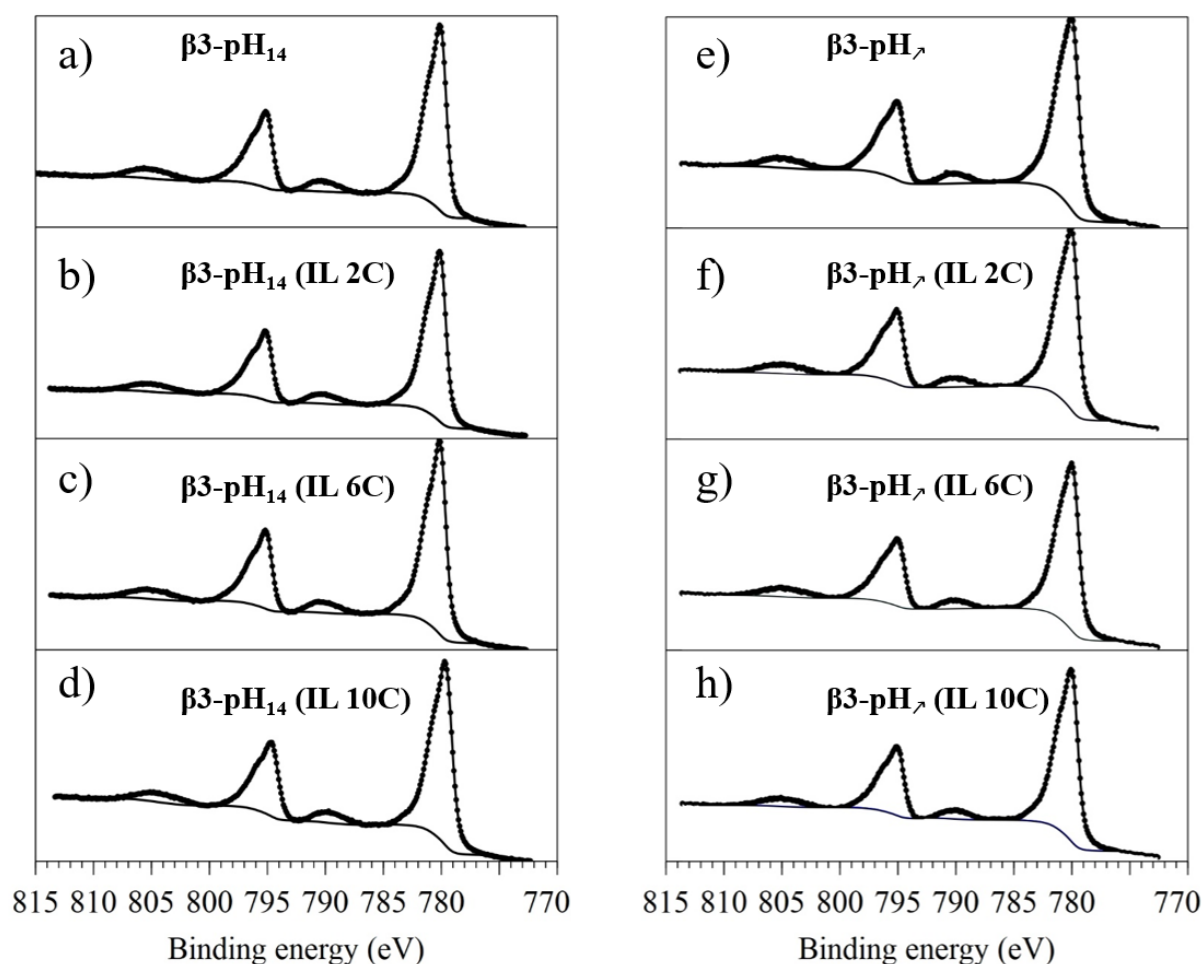 a) β3-pH₁₄
b) β3-pH₁₄ (IL 2C)
c) β3-pH₁₄ (IL 6C)
d) β3-pH₁₄ (IL 10C)
815 810 805 800 795 790 785 780 775 770
Binding energy (eV)
e) β3-pH↗
f) β3-pH↗ (IL 2C)
g) β3-pH↗ (IL 6C)
h) β3-pH↗ (IL 10C)
815 810 805 800 795 790 785 780 775 770
Binding energy (eV)